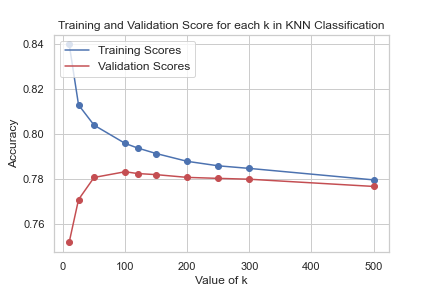 Training and Validation Score for each k in KNN Classification
Training Scores
Validation Scores
0.84
0.82
0.80
0.78
0.76
Accuracy
0
100
200
300
400
500
Value of k